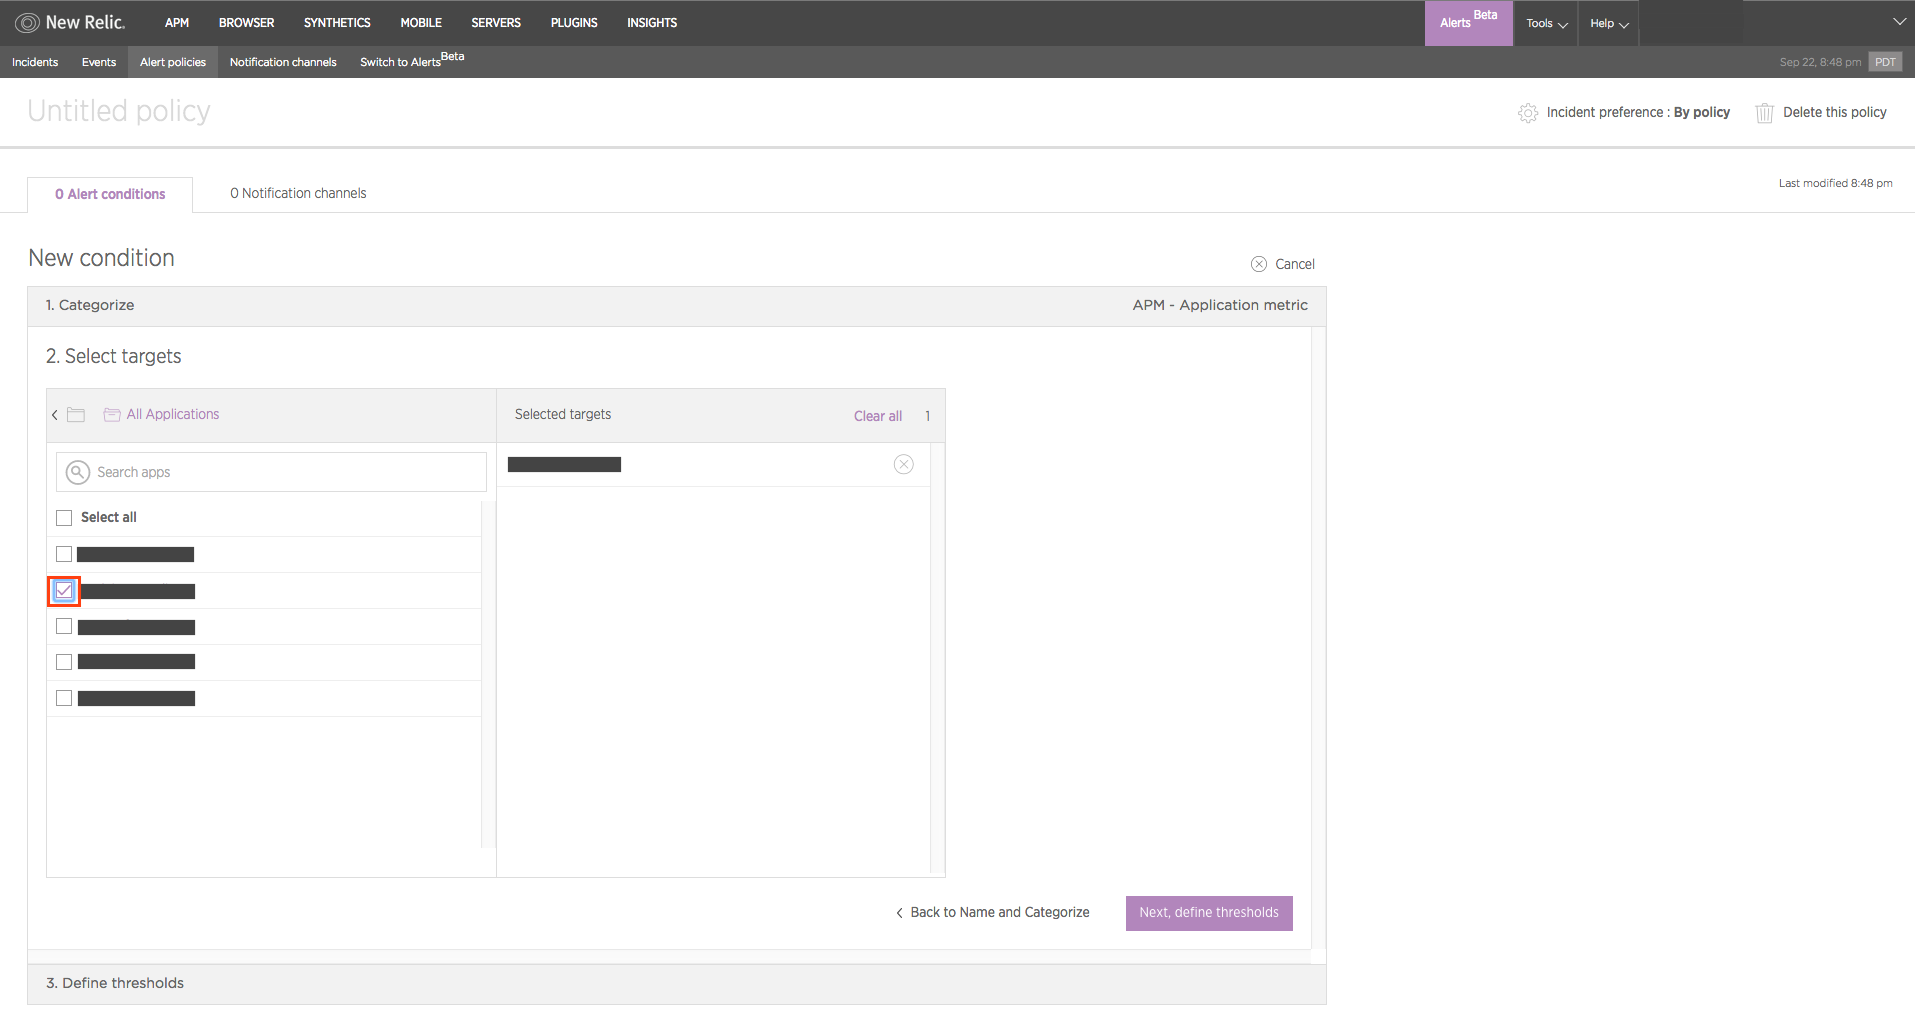 New Relic.
APM
BROWSER
SYNTHETICS
MOBILE
SERVERS
PLUGINS
INSIGHTS
Alerts Beta
Tools
Help
Incidents
Events
Alert policies
Notification channels
Switch to Alerts Beta
Sep 22, 8:48 pm
PDT
Untitled policy
Incident preference : By policy
Delete this policy
0 Alert conditions
0 Notification channels
Last modified 8:48 pm
New condition
Cancel
1. Categorize
APM - Application metric
2. Select targets
All Applications
Selected targets
Clear all
1
Search apps
Select all
Back to Name and Categorize
Next, define thresholds
3. Define thresholds